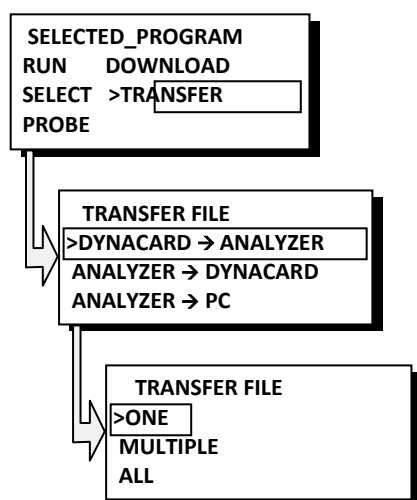 SELECTED_PROGRAM
RUN DOWNLOAD
SELECT >TRANSFER
PROBE
TRANSFER FILE
>DYNACARD → ANALYZER
ANALYZER → DYNACARD
ANALYZER → PC
TRANSFER FILE
>ONE
MULTIPLE
ALL